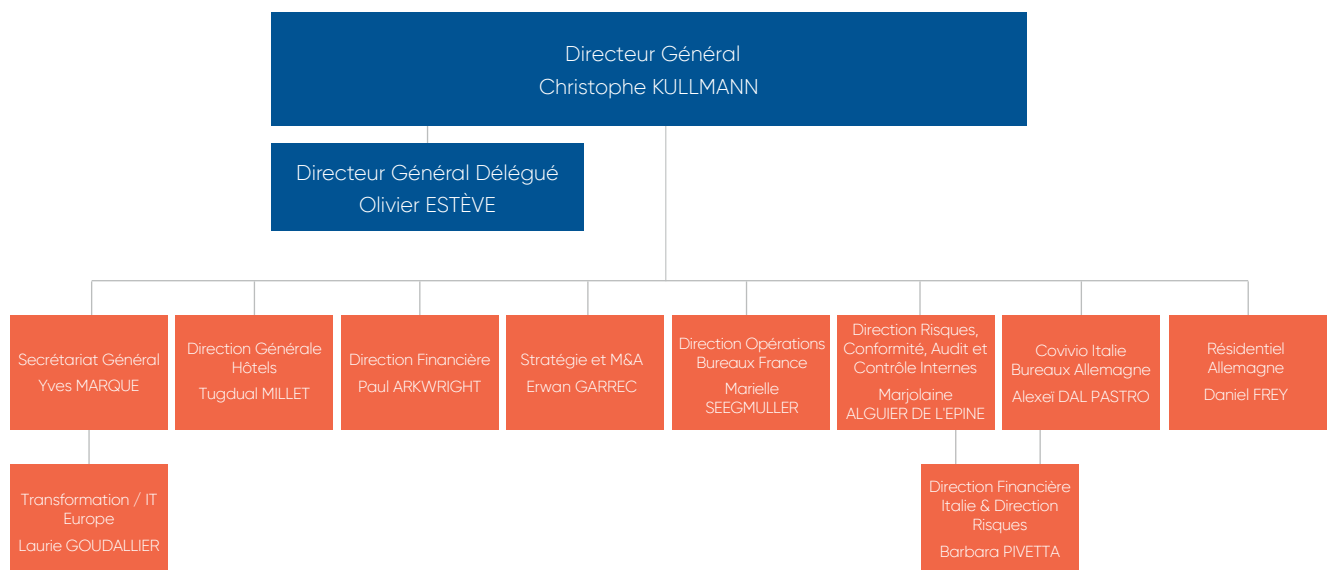 Directeur Général
Christophe KULLMANN
Directeur Général Délégué
Olivier ESTÈVE
Secrétariat Général
Yves MARQUE
Direction Générale
Hôtels
Tugdual MILLET
Direction Financière
Paul ARKWRIGHT
Stratégie et M&A
Erwan GARREC
Direction Opérations
Bureaux France
Marielle
SEEGMULLER
Direction Risques,
Conformité, Audit et
Contrôle Internes
Marjolaine
ALGUIER DE L'EPINE
Covivio Italie
Bureaux Allemagne
Alexeï DAL PASTRO
Résidentiel
Allemagne
Daniel FREY
Transformation / IT
Europe
Laurie GOUDALLIER
Direction Financière
Italie & Direction
Risques
Barbara PIVETTA